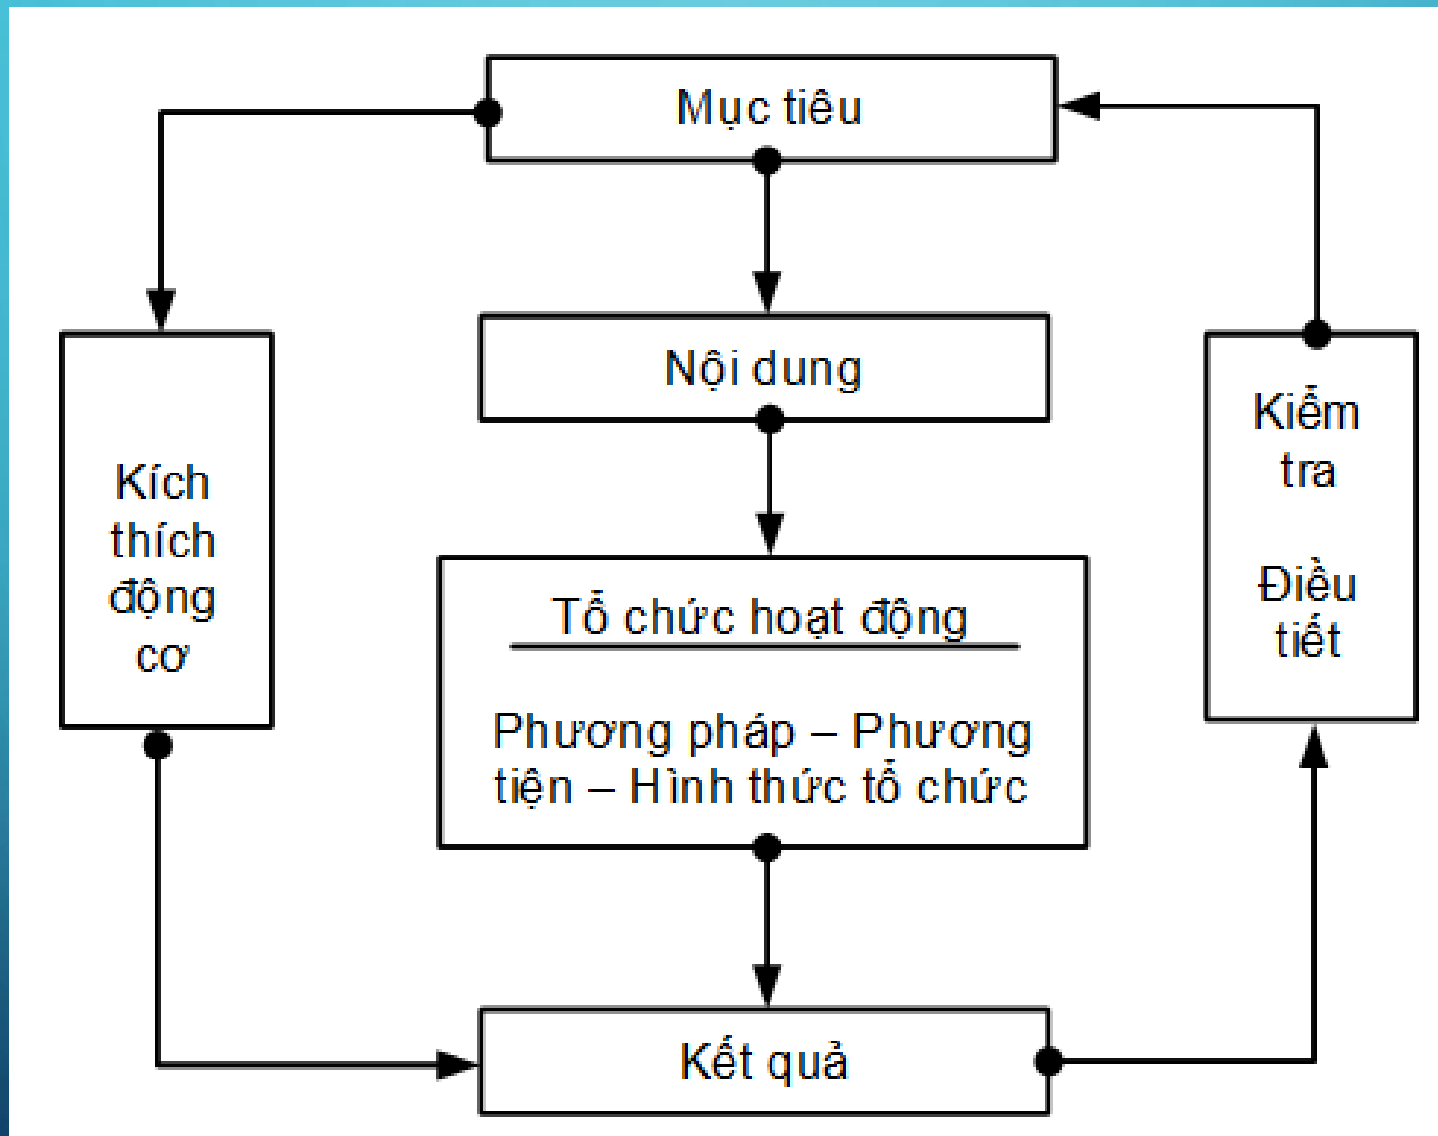 Mục tiêu
Nội dung
Kích
thích
động
cơ
Tổ chức hoạt động
Phương pháp – Phương
tiện – Hình thức tổ chức
Kiểm
tra
Điều
tiết
Kết quả